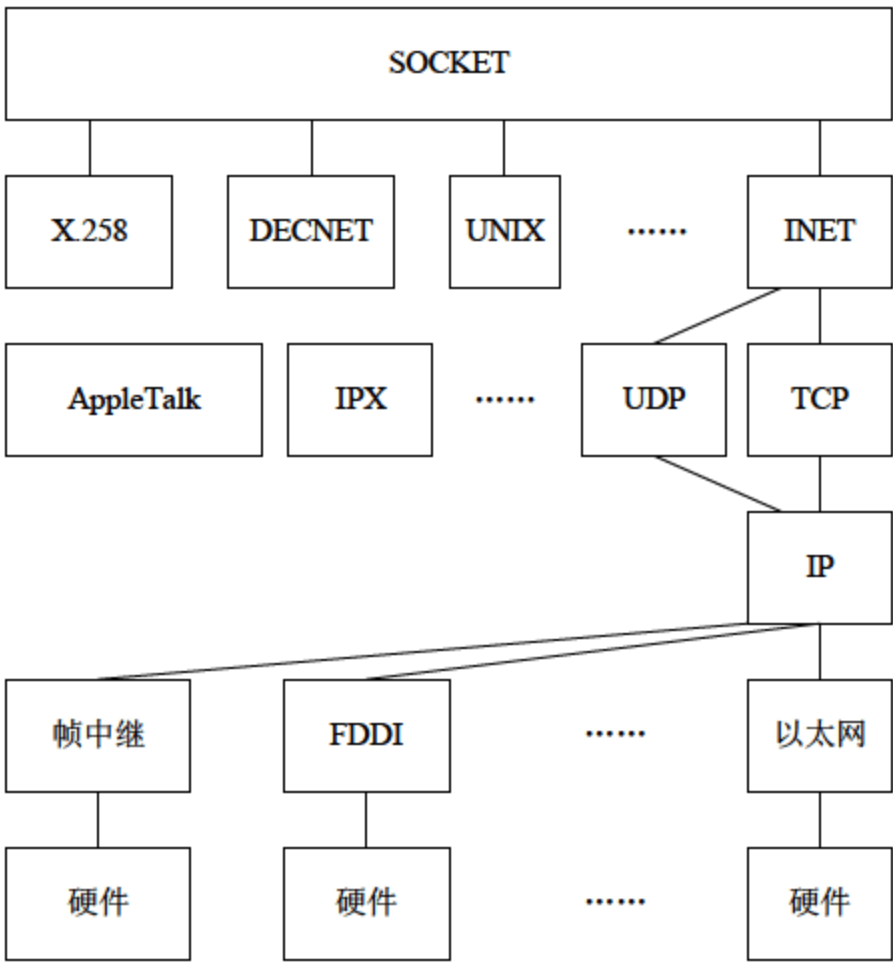 SOCKET
X.258 DECNET UNIX …… INET
AppleTalk IPX …… UDP TCP
IP
帧中继 FDDI …… 以太网
硬件 硬件 …… 硬件